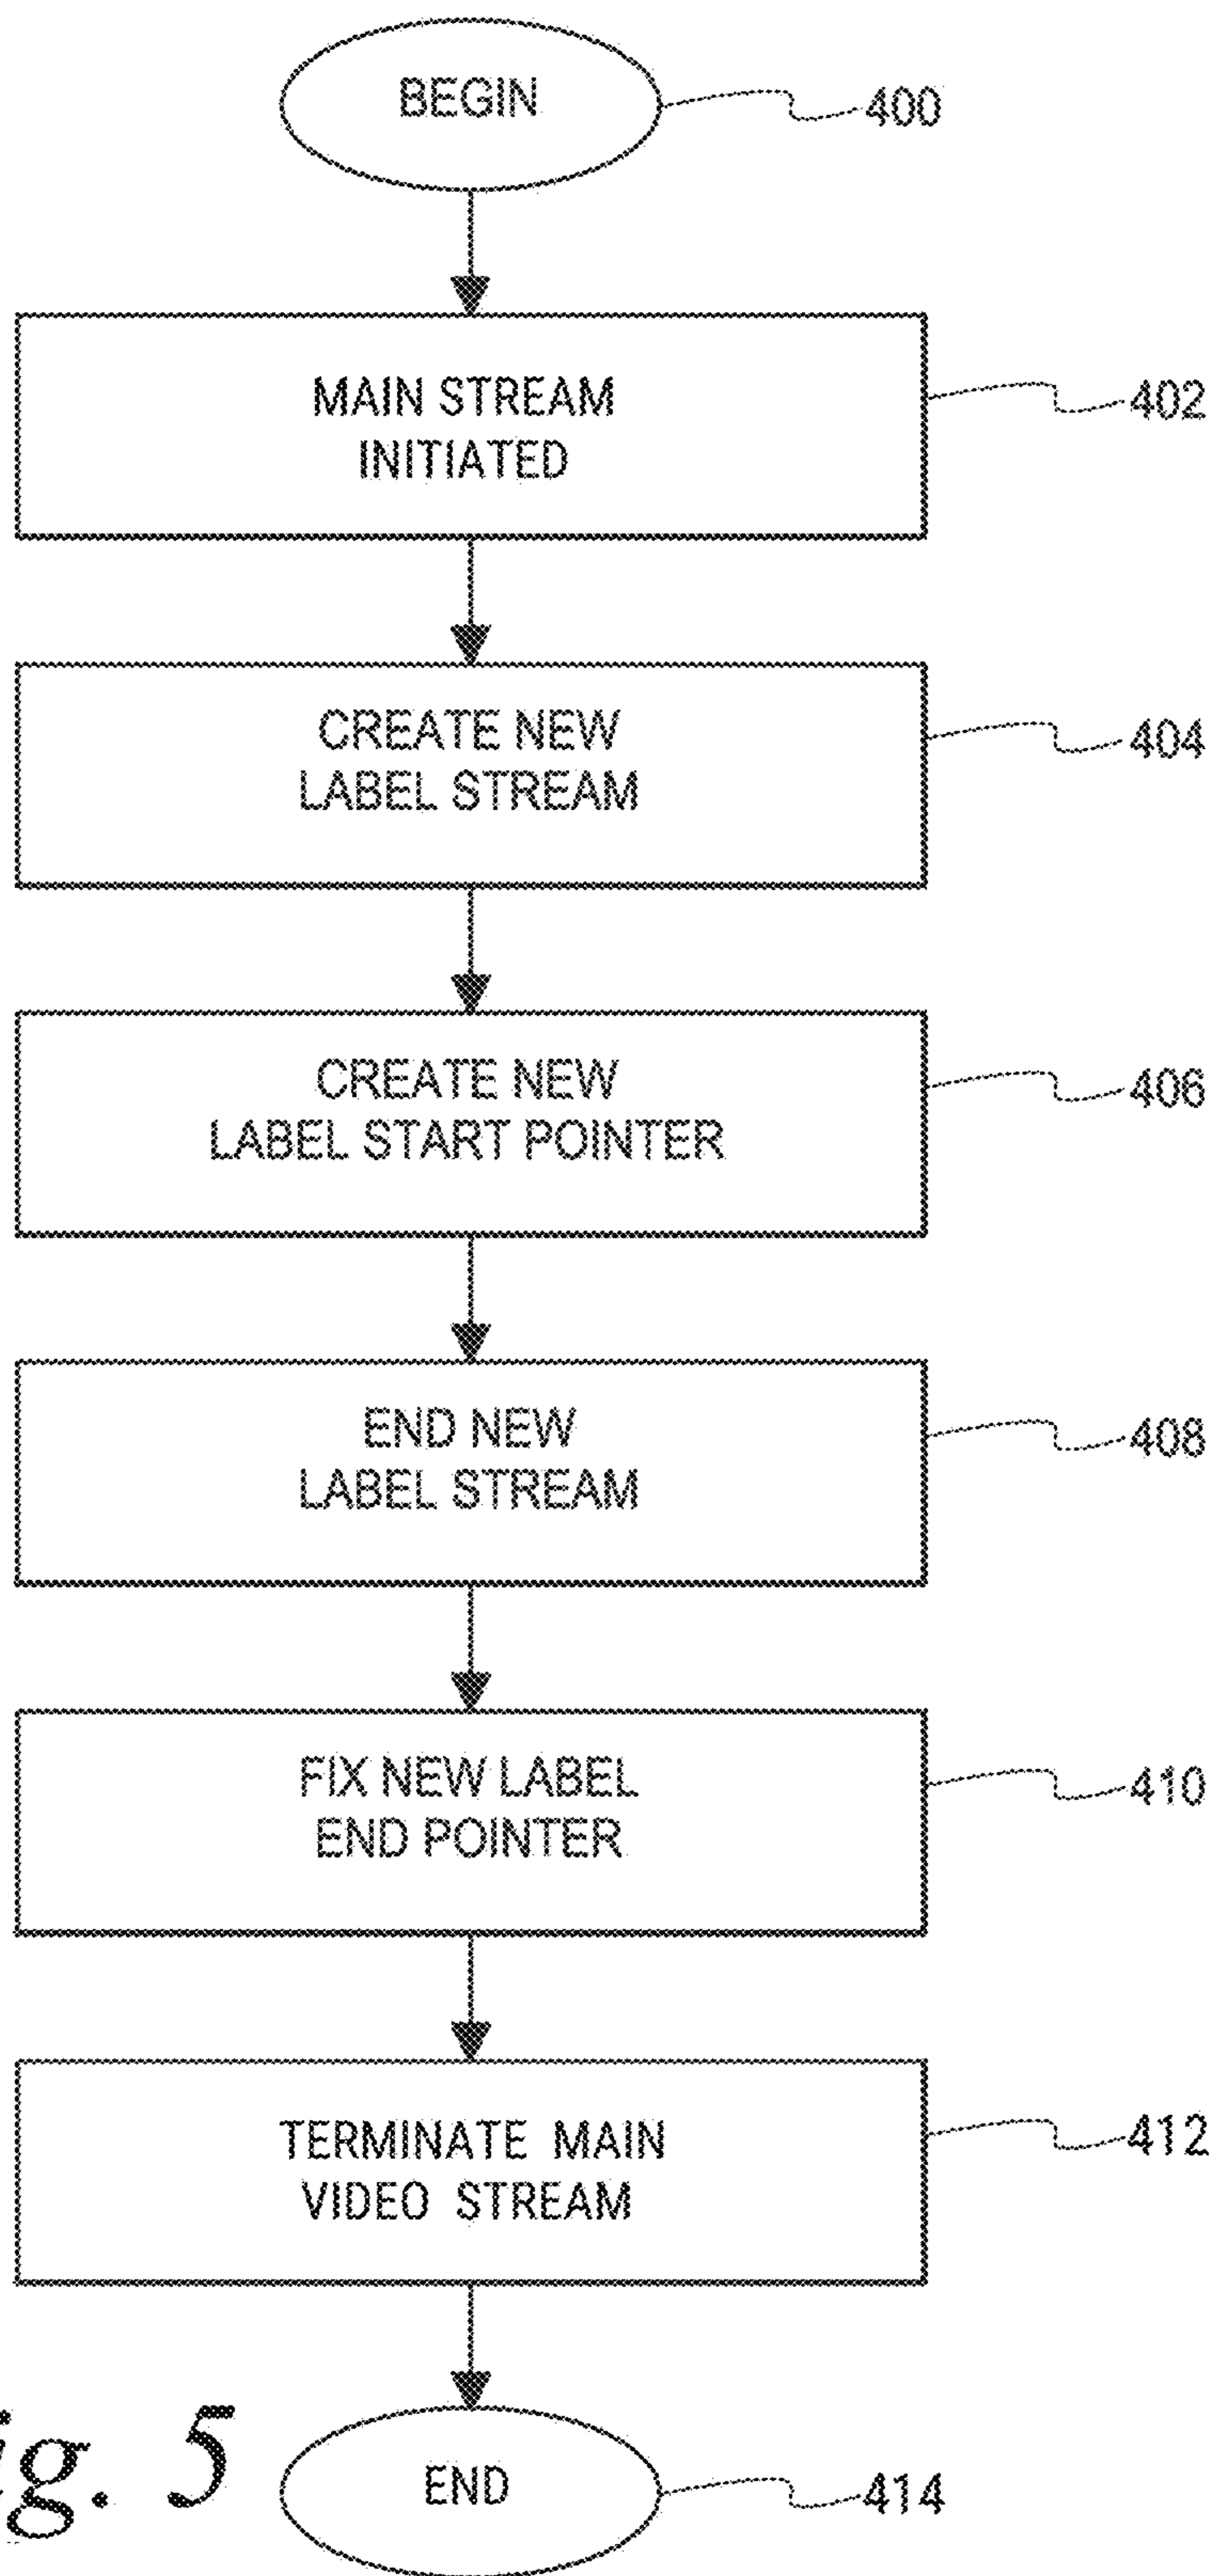 BEGIN
400
MAIN STREAM
INITIATED
402
CREATE NEW
LABEL STREAM
404
CREATE NEW
LABEL START POINTER
406
END NEW
LABEL STREAM
408
FIX NEW LABEL
END POINTER
410
TERMINATE MAIN
VIDEO STREAM
412
ig. 5
END
414